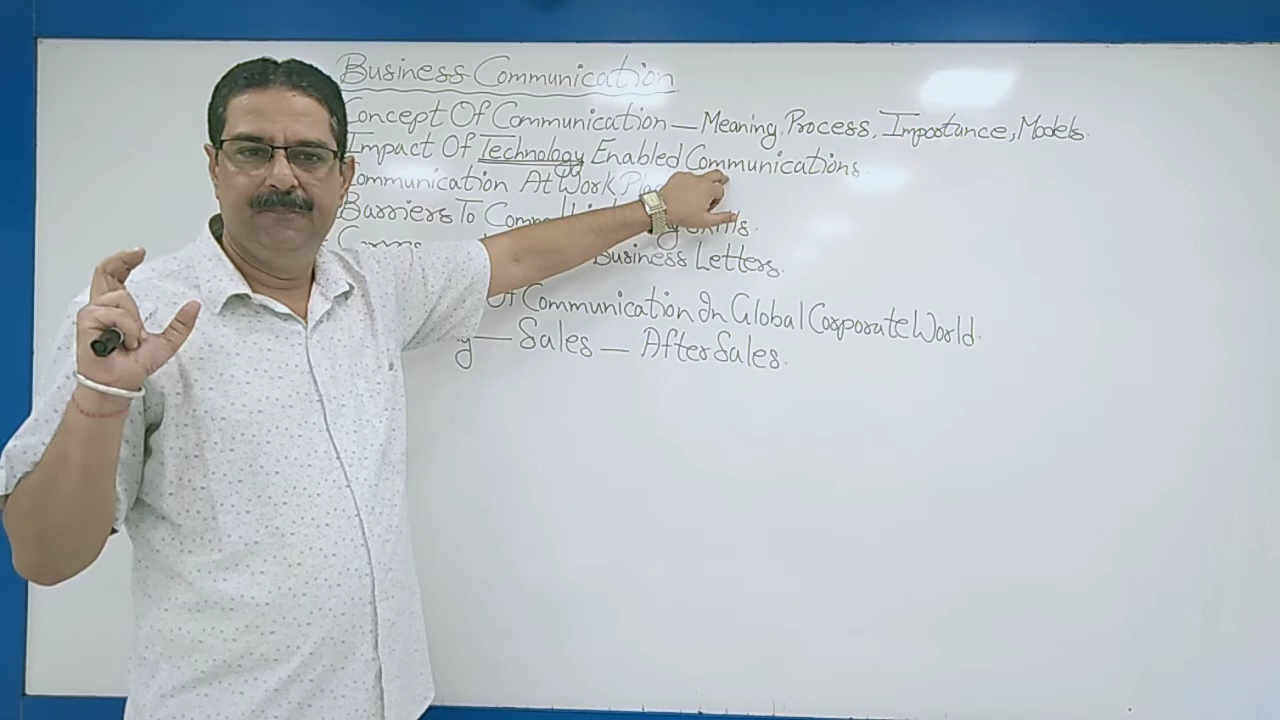 Business Communication
Concept Of Communication — Meaning, Process, Importance, Models.
Impact Of Technology Enabled Communications.
Communication At Work
Barriers To Skills.
Business Letters.
Of Communication In Global Corporate World.
— Sales — After Sales.